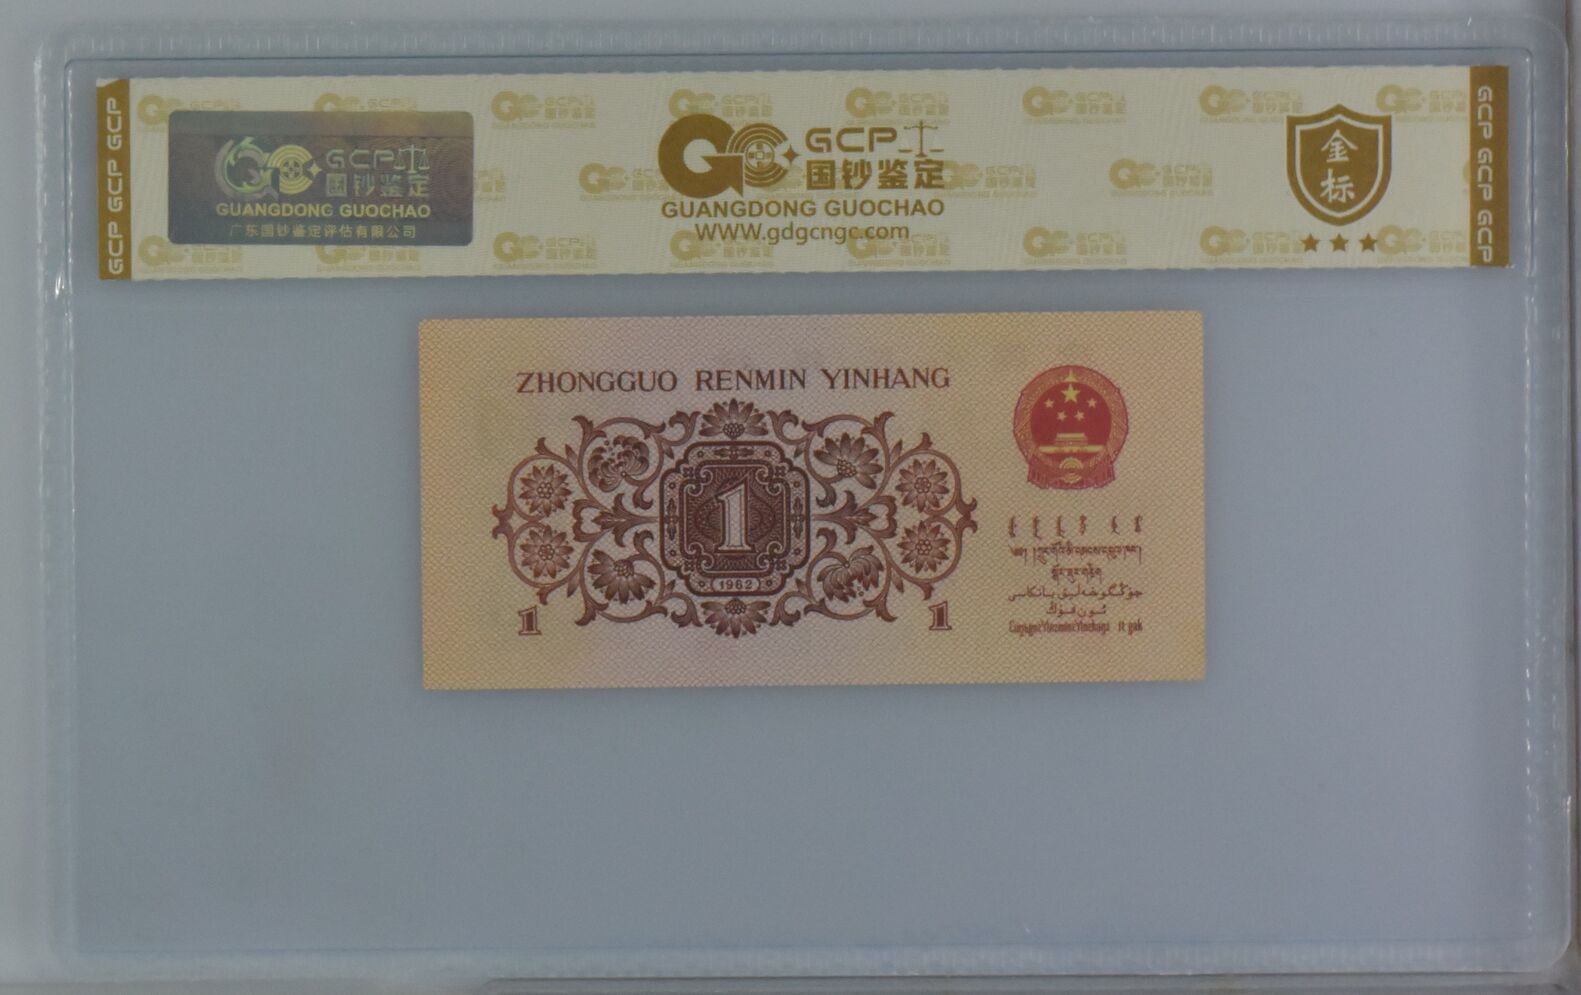 GCP GCP GCP
GCP
国钞鉴定
GUANGDONG GUOCHAO
广东国钞鉴定评估有限公司
GCP
国钞鉴定
GUANGDONG GUOCHAO
WWW.gdgcngc.com
金标
GCP GCP GCP
ZHONGGUO RENMIN YINHANG
1
1962
1
1